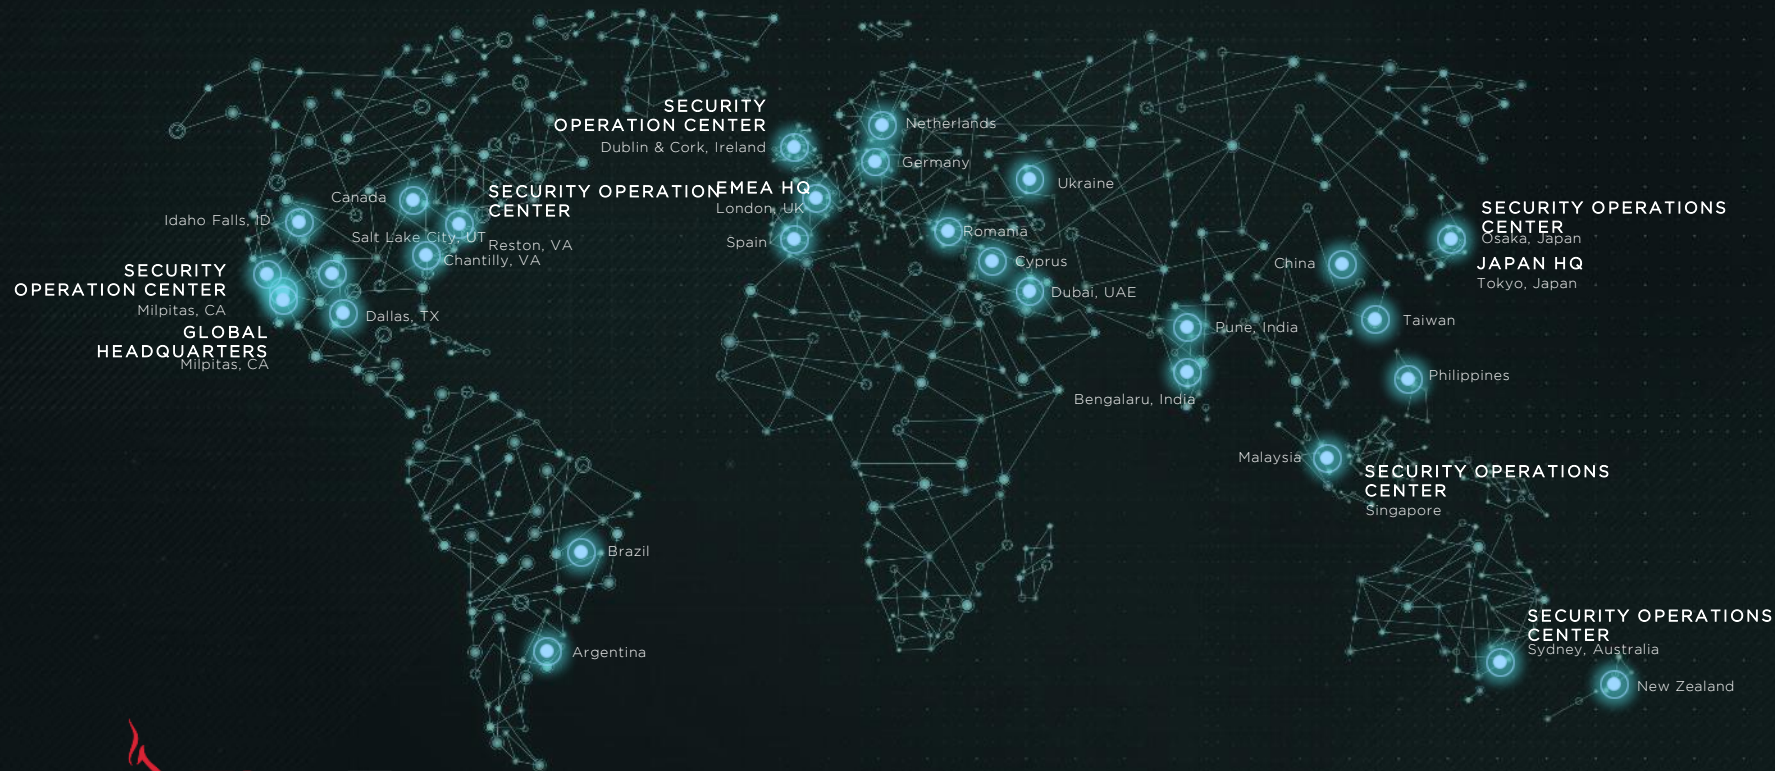 SECURITY
OPERATION CENTER
Dublin & Cork, Ireland
Netherlands
Germany
Ukraine
EMEA HQ
London, UK
Spain
Romania
Cyprus
Dubai, UAE
Canada
SECURITY OPERATION
CENTER
Reston, VA
Idaho Falls, ID
Salt Lake City, UT
Chantilly, VA
SECURITY
OPERATION CENTER
Milpitas, CA
GLOBAL
HEADQUARTERS
Milpitas, CA
Dallas, TX
SECURITY OPERATIONS
CENTER
Osaka, Japan
JAPAN HQ
Tokyo, Japan
China
Taiwan
Pune, India
Bengalaru, India
Philippines
Malaysia
SECURITY OPERATIONS
CENTER
Singapore
Brazil
Argentina
SECURITY OPERATIONS
CENTER
Sydney, Australia
New Zealand